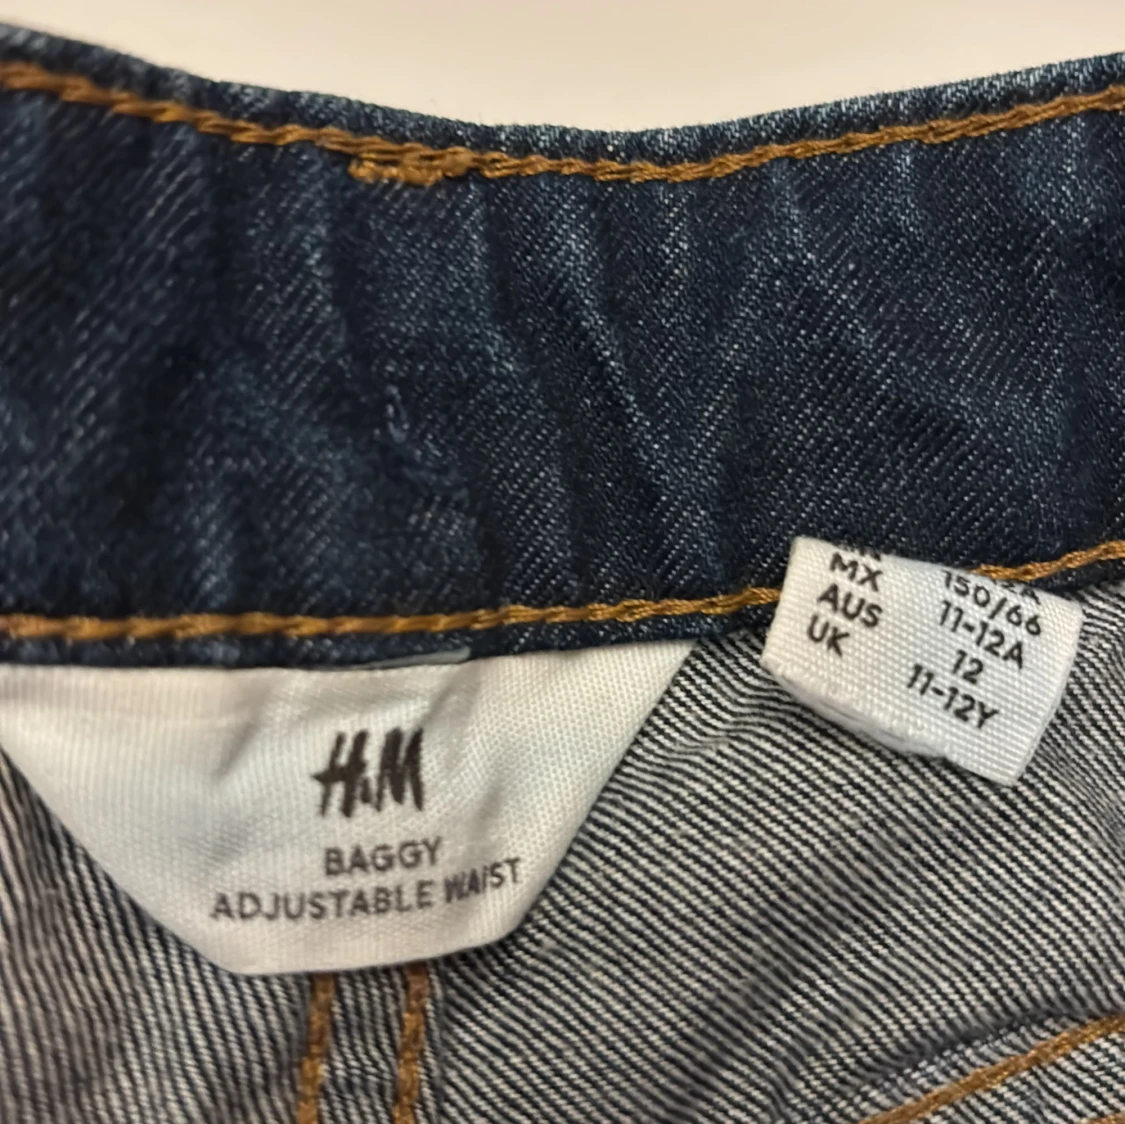 H&M
BAGGY
ADJUSTABLE WAIST
150/66
MX 11-12A
AUS 12
UK 11-12Y